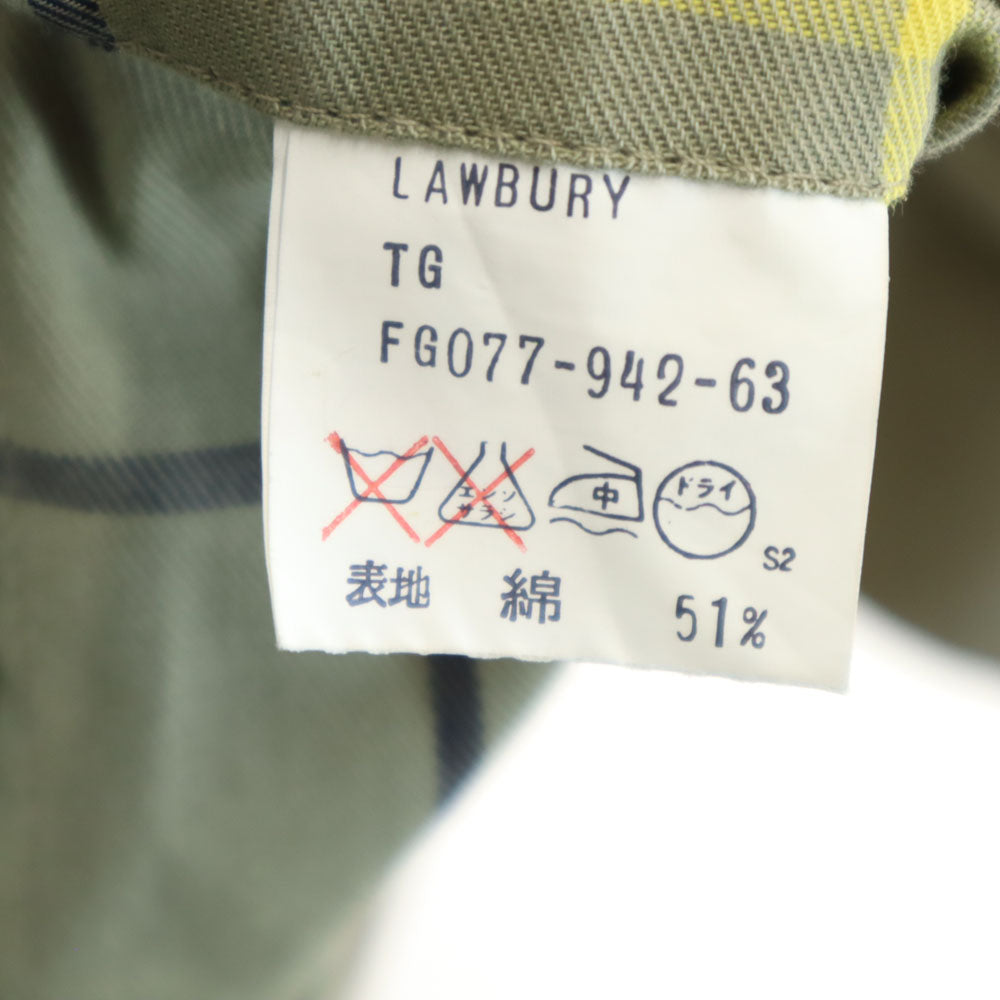 LAWBURY
TG
FG077-942-63
エンソ
サラシ
中
ドライ
S2
表地 綿 51%